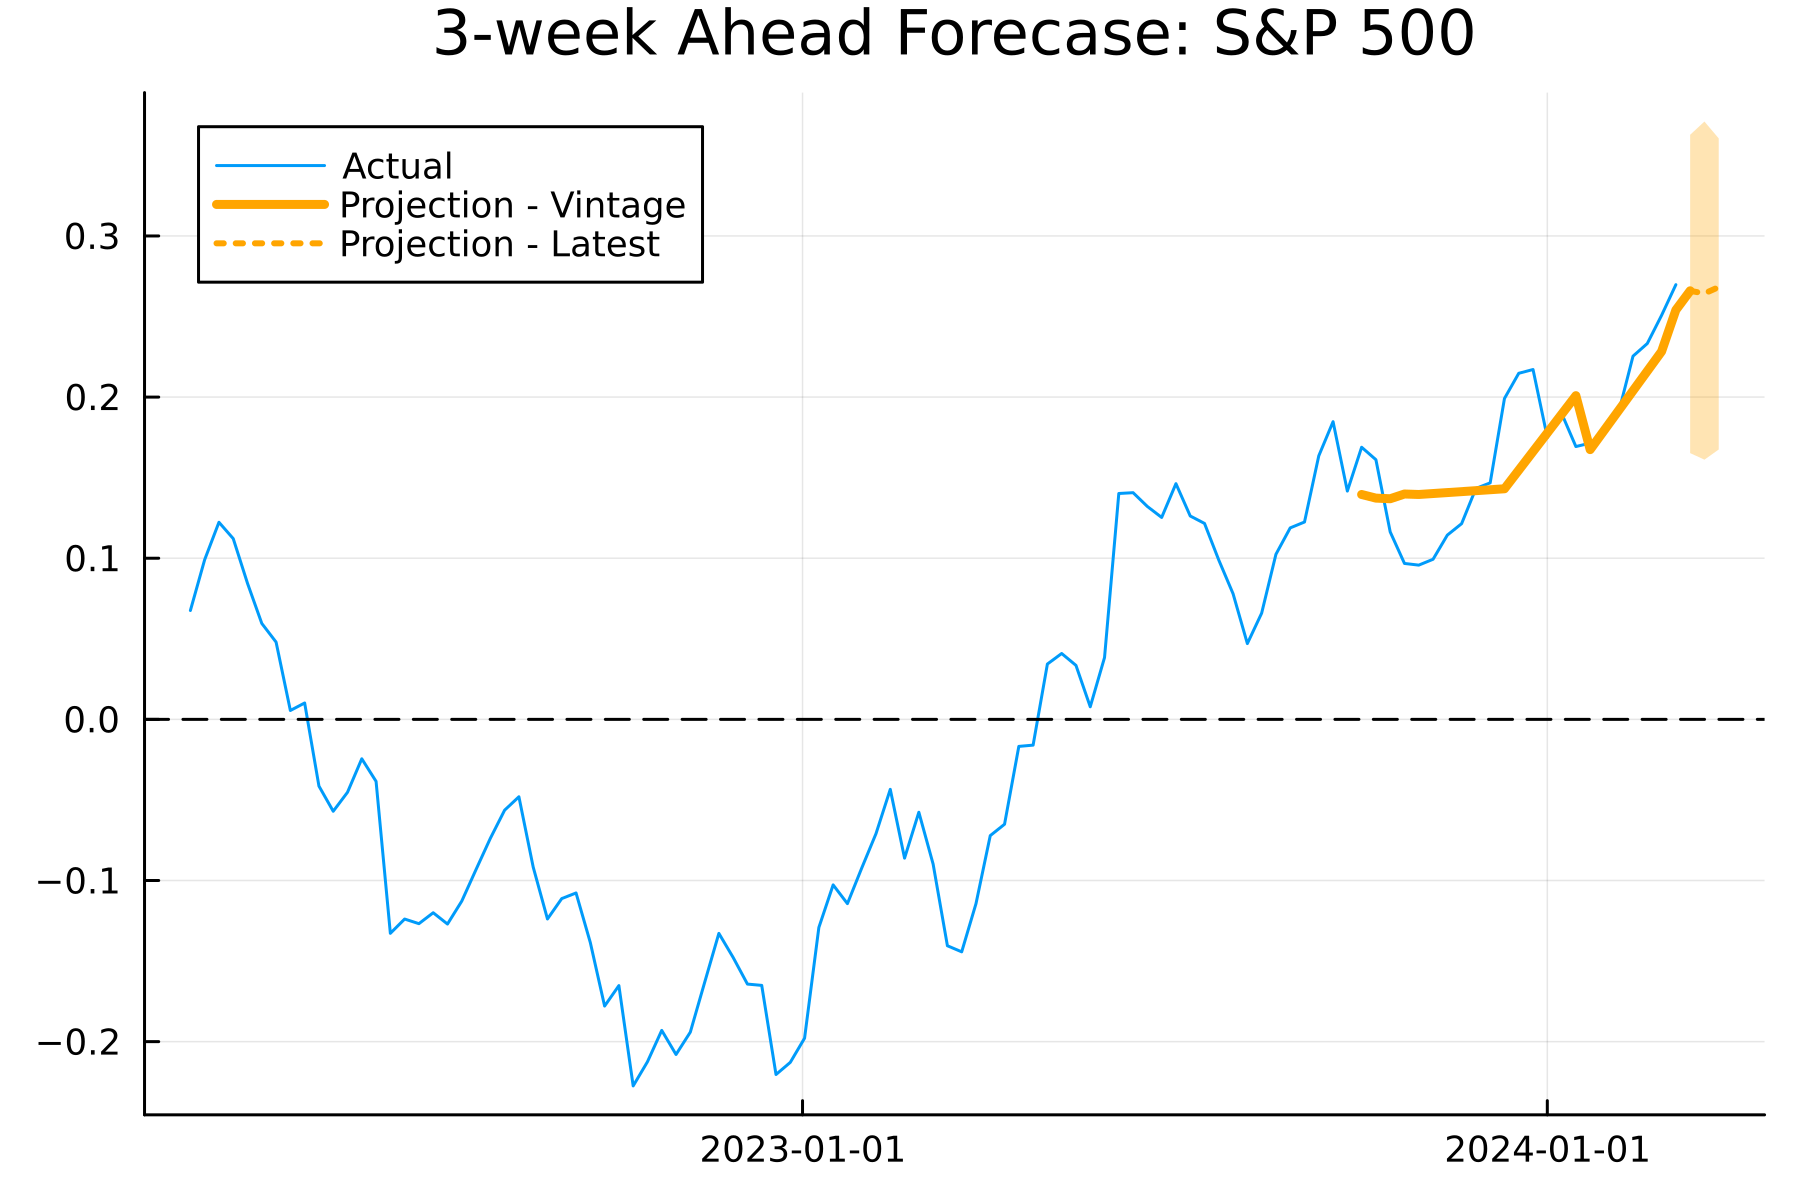 3-week Ahead Forecase: S&P 500
Actual
Projection - Vintage
Projection - Latest
0.3
0.2
0.1
0.0
−0.1
−0.2
2023-01-01
2024-01-01